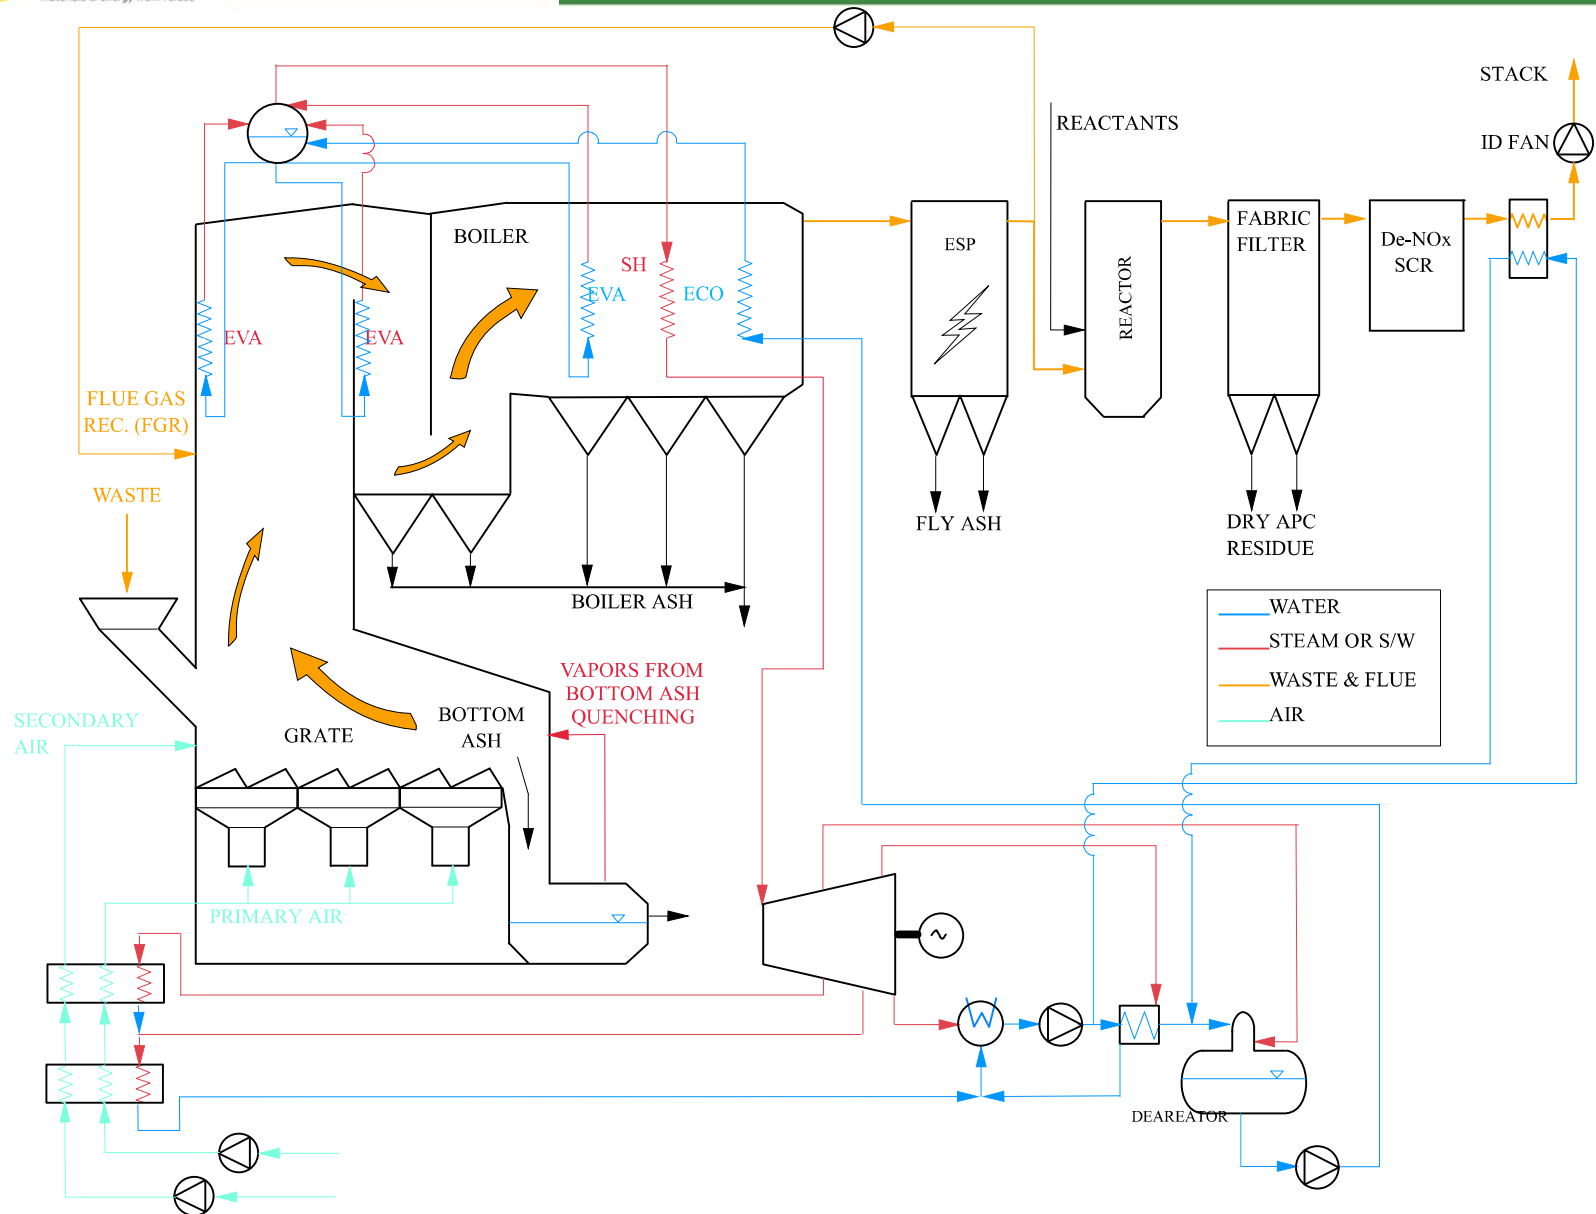 STACK
ID FAN
REACTANTS
BOILER
ESP
FABRIC
FILTER
De-NOx
SCR
REACTOR
SH
EVA
ECO
EVA
EVA
FLUE GAS
REC. (FGR)
WASTE
FLY ASH
DRY APC
RESIDUE
BOILER ASH
WATER
STEAM OR S/W
WASTE & FLUE
AIR
VAPORS FROM
BOTTOM ASH
QUENCHING
SECONDARY
AIR
GRATE
BOTTOM
ASH
PRIMARY AIR
DEAREATOR